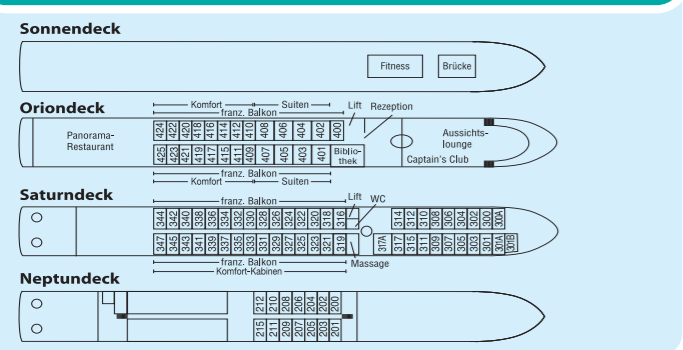 Sonnendeck
Fitness
Brücke
Oriondeck
Komfort
Suiten
franz. Balkon
Lift
Rezeption
Panorama-
Restaurant
424 422 420 418 416 414 412 410 408 406 404 402 400
425 423 421 419 417 415 411 409 407 405 403 401
Biblio-
thek
Aussichts-
lounge
Captain's Club
franz. Balkon
Komfort
Suiten
Saturndeck
franz. Balkon
Lift
WC
344 342 340 338 336 334 332 330 328 326 324 322 320 318 316
314 312 310 308 306 304 302 300 300A
347 345 343 341 339 337 335 333 331 329 327 325 323 321 319
317A 317 315 311 309 307 305 303 301 301A 301B
franz. Balkon
Massage
Komfort-Kabinen
Neptundeck
212 210 208 206 204 202 200
215 211 209 207 205 203 201